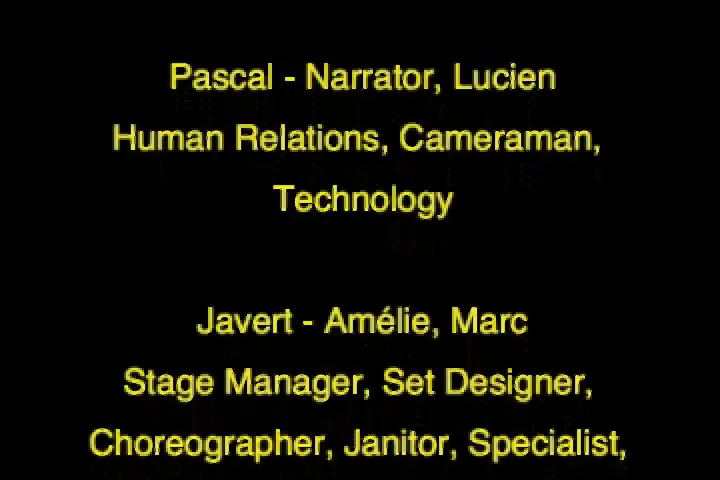 Pascal - Narrator, Lucien
Human Relations, Cameraman,
Technology
Javert - Amélie, Marc
Stage Manager, Set Designer,
Choreographer, Janitor, Specialist,